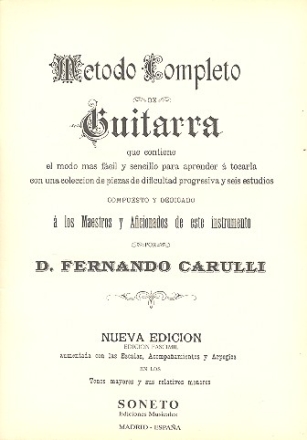 Metodo Completo
DE
Guitarra
que contiene
el modo mas fácil y sencillo para aprender á tocarla
con una coleccion de piezas de dificultad progresiva y seis estudios
COMPUESTO Y DEDICADO
à los Maestros y Aficionados de este instrumento
POR
D. FERNANDO CARULLI
NUEVA EDICION
EDICION FASCIMIL
aumentada con las Escalas, Acompañamientos y Arpegios
EN LOS
Tonos mayores y sus relativos menores
SONETO
Ediciones Musicales
MADRID - ESPAÑA